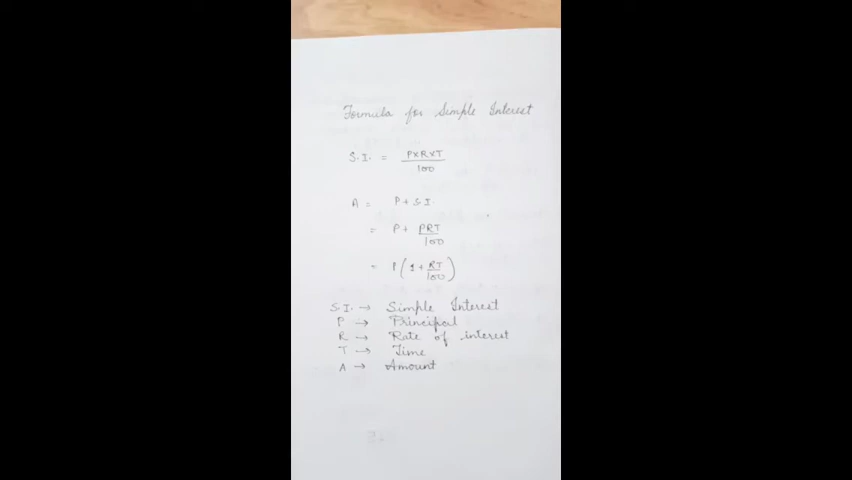 Formula for Simple Interest
S.I. = P×R×T/100
A = P + S.I.
= P + PRT/100
= P(1 + RT/100)
S.I. → Simple Interest
P → Principal
R → Rate of interest
T → Time
A → Amount